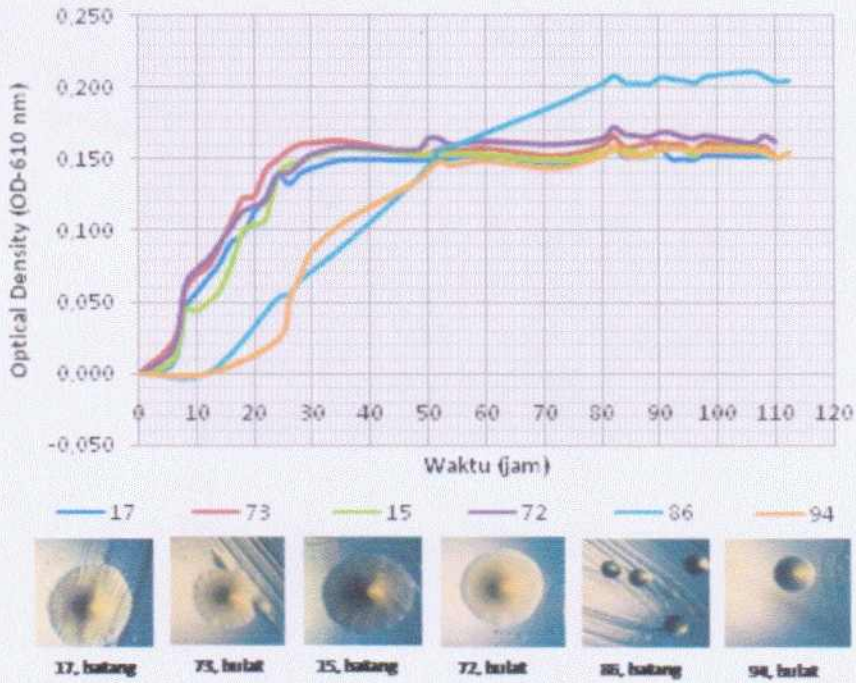 0,250
0,200
0,150
0,100
0,050
0,000
-0,050
Optical Density (OD-610 nm)
0 10 20 30 40 50 60 70 80 90 100 110 120
Waktu (jam)
17 73 15 72 86 94
17, batang 73, bulat 15, batang 72, bulat 86, batang 94, bulat